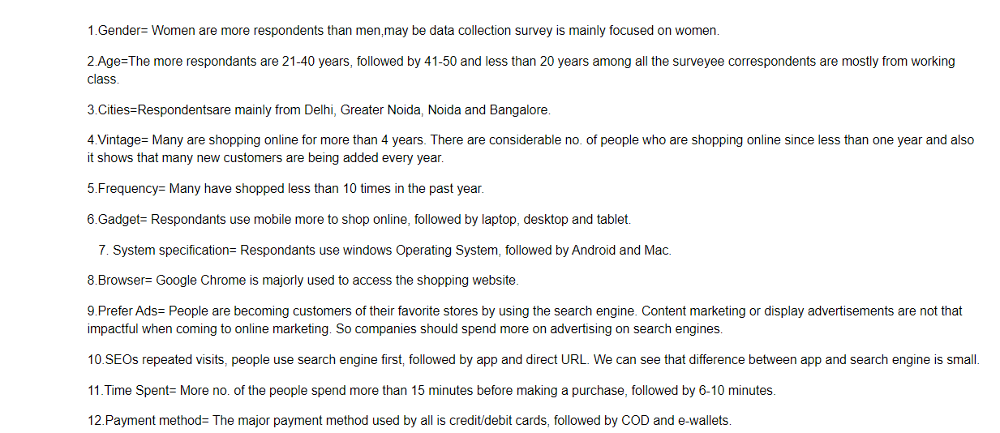 1.Gender= Women are more respondents than men,may be data collection survey is mainly focused on women.
2.Age=The more respondants are 21-40 years, followed by 41-50 and less than 20 years among all the surveyee correspondents are mostly from working
class.
3.Cities=Respondentsare mainly from Delhi, Greater Noida, Noida and Bangalore.
4.Vintage= Many are shopping online for more than 4 years. There are considerable no. of people who are shopping online since less than one year and also
it shows that many new customers are being added every year.
5.Frequency= Many have shopped less than 10 times in the past year.
6.Gadget= Respondants use mobile more to shop online, followed by laptop, desktop and tablet.
7. System specification= Respondants use windows Operating System, followed by Android and Mac.
8.Browser= Google Chrome is majorly used to access the shopping website.
9.Prefer Ads= People are becoming customers of their favorite stores by using the search engine. Content marketing or display advertisements are not that
impactful when coming to online marketing. So companies should spend more on advertising on search engines.
10.SEOs repeated visits, people use search engine first, followed by app and direct URL. We can see that difference between app and search engine is small.
11.Time Spent= More no. of the people spend more than 15 minutes before making a purchase, followed by 6-10 minutes.
12.Payment method= The major payment method used by all is credit/debit cards, followed by COD and e-wallets.